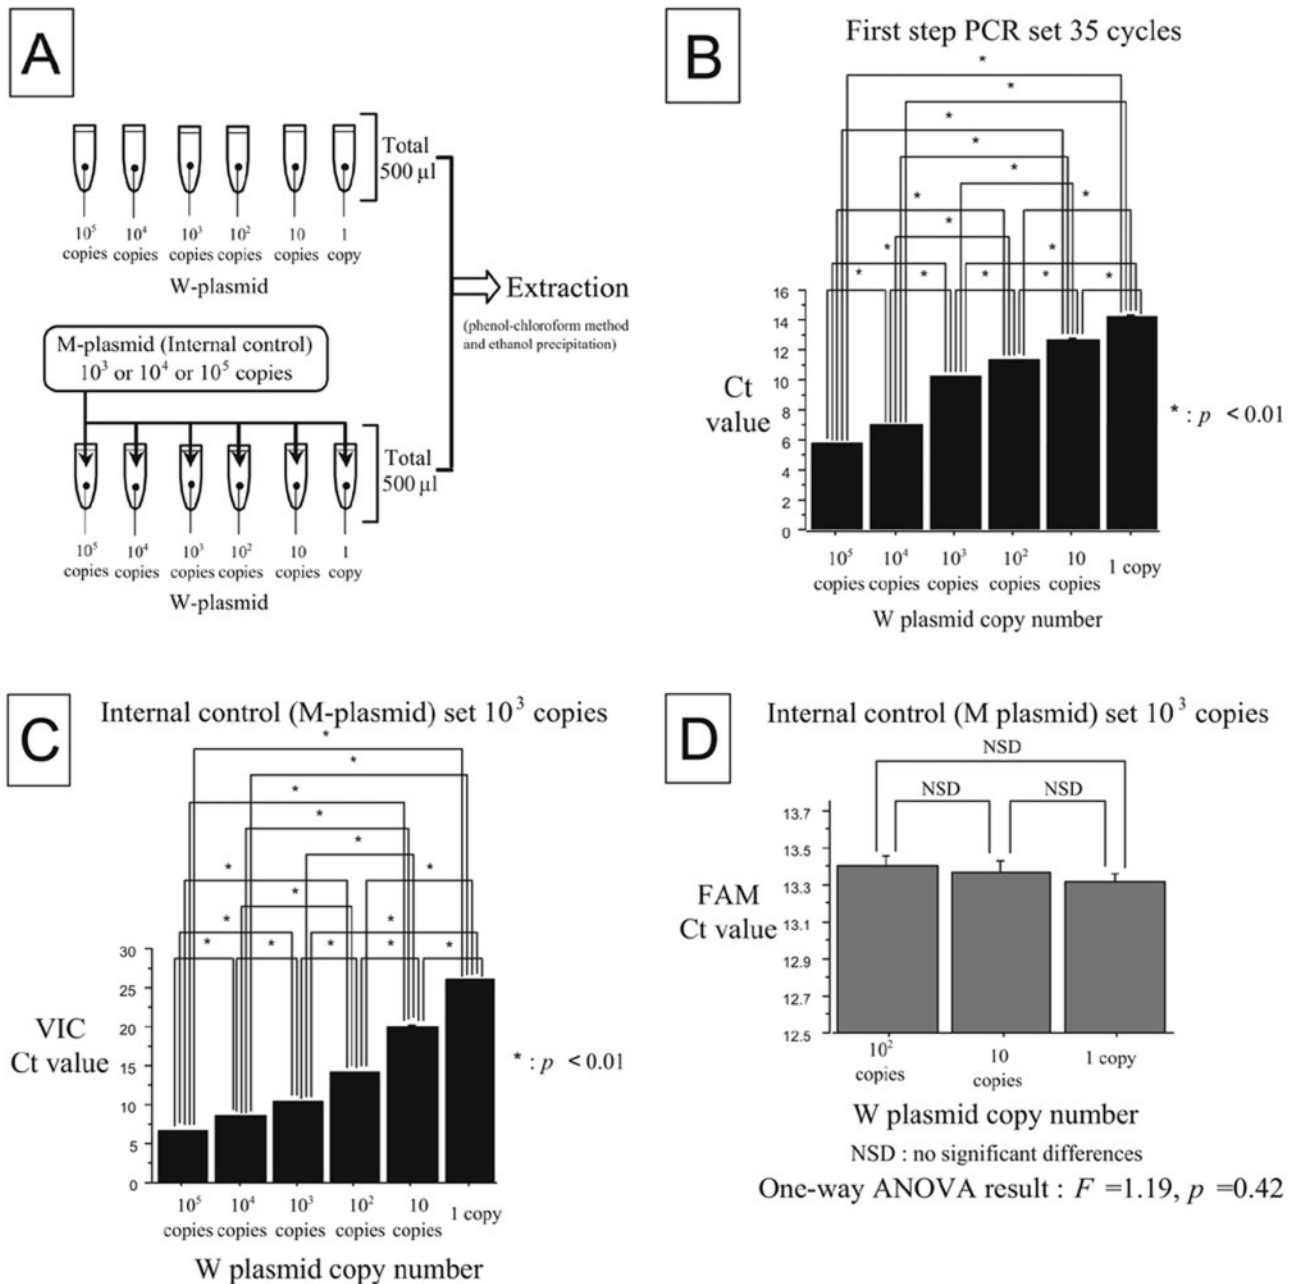 A
Total
500 µl
10⁵ copies
10⁴ copies
10³ copies
10² copies
10 copies
1 copy
W-plasmid
Extraction
(phenol-chloroform method
and ethanol precipitation)
M-plasmid (Internal control)
10³ or 10⁴ or 10⁵ copies
Total
500 µl
10⁵ copies
10⁴ copies
10³ copies
10² copies
10 copies
1 copy
W-plasmid
B
First step PCR set 35 cycles
* * * * * * * * * * * * * * *
Ct
value
16
14
12
10
8
6
4
2
0
* : p < 0.01
10⁵ copies
10⁴ copies
10³ copies
10² copies
10 copies
1 copy
W plasmid copy number
C
Internal control (M-plasmid) set 10³ copies
* * * * * * * * * * * * * * *
VIC
Ct value
30
25
20
15
10
5
0
* : p < 0.01
10⁵ copies
10⁴ copies
10³ copies
10² copies
10 copies
1 copy
W plasmid copy number
D
Internal control (M plasmid) set 10³ copies
NSD
NSD
NSD
FAM
Ct value
13.7
13.5
13.3
13.1
12.9
12.7
12.5
10² copies
10 copies
1 copy
W plasmid copy number
NSD : no significant differences
One-way ANOVA result : F =1.19, p =0.42